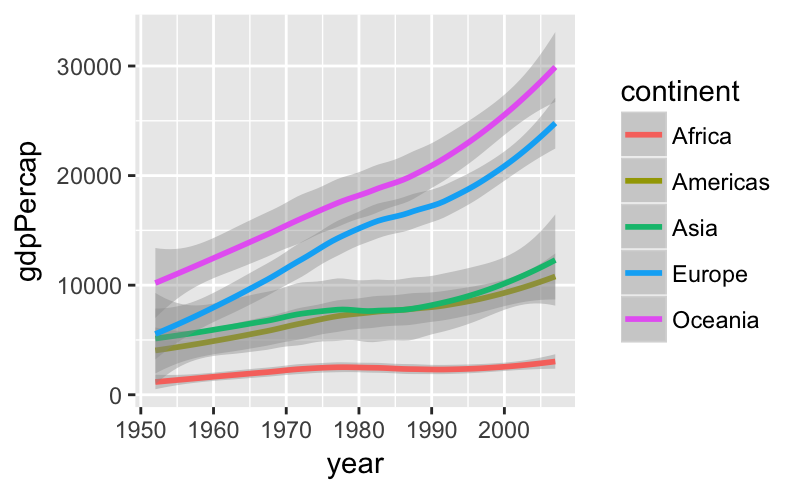 gdpPercap
30000
20000
10000
0
1950 1960 1970 1980 1990 2000
year
continent
Africa
Americas
Asia
Europe
Oceania